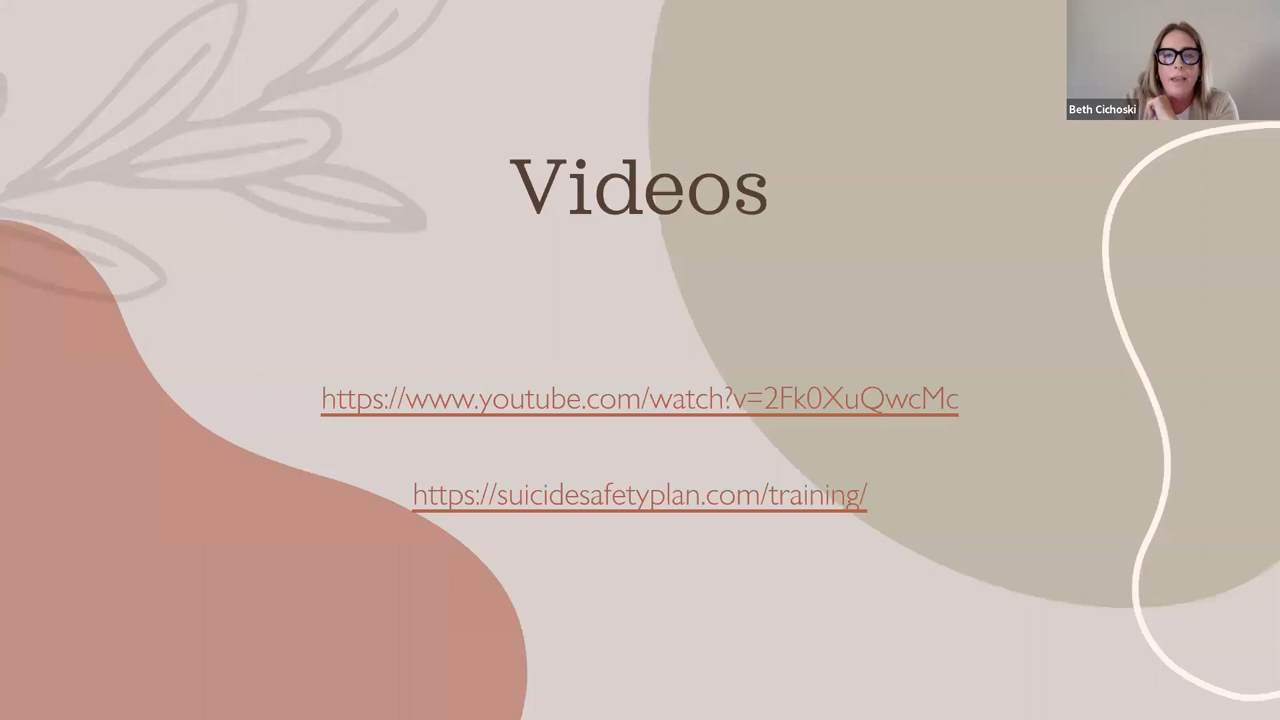 Beth Cichoski
Videos
https://www.youtube.com/watch?v=2Fk0XuQwcMc
https://suicidesafetyplan.com/training/